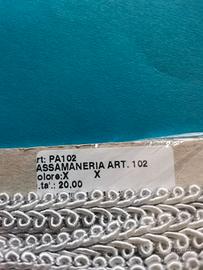 rt: PA102
ASSAMANERIA ART. 102
olore:X X
.ta'.: 20,00